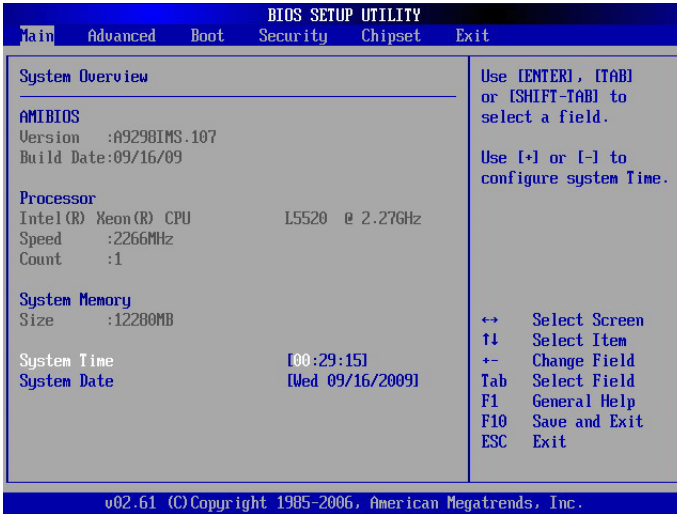 BIOS SETUP UTILITY
Main Advanced Boot Security Chipset Exit
System Overview
AMIBIOS
Version :A9298IMS.107
Build Date:09/16/09
Processor
Intel(R) Xeon(R) CPU L5520 @ 2.27GHz
Speed :2266MHz
Count :1
System Memory
Size :12280MB
System Time [00:29:15]
System Date [Wed 09/16/2009]
Use [ENTER], [TAB]
or [SHIFT-TAB] to
select a field.
Use [+] or [-] to
configure system Time.
↔ Select Screen
↑↓ Select Item
+- Change Field
Tab Select Field
F1 General Help
F10 Save and Exit
ESC Exit
v02.61 (C)Copyright 1985-2006, American Megatrends, Inc.